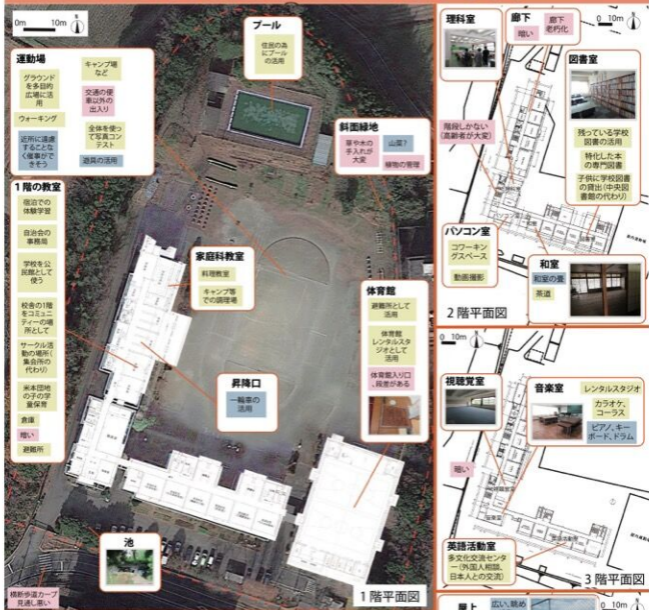 0m 10m
N
運動場
グラウンド
を多目的
広場に活
用
ウォーキング
近所に遠慮
することな
く催事がで
きそう
キャンプ場
など
交通の便
車以外の
出入り
全体を使っ
て写真コン
テスト
遊具の活用
プール
住民の為
にプール
の活用
斜面緑地
草や木の
手入れが
大変
山菜?
植物の管理
1階の教室
宿泊での
体験学習
自治会の
事務局
学校を公
民館とし
て使う
校舎の1階
をコミュニ
ティーの場
所として
サークル活
動の場所(
集会所の
代わり)
米本団地
の子の学
童保育
倉庫
暗い
避難所
家庭科教室
料理教室
キャンプ等
での調理場
昇降口
一輪車の
活用
体育館
避難所として
活用
体育館
レンタルスタ
ジオとして
活用
体育館入り口
、段差がある
池
横断歩道カーブ
見通し悪い
1階平面図
理科室
廊下
暗い
廊下
老朽化
0 10m
N
図書室
残っている学校
図書の活用
特化した本
の専門図書
子供に学校図書
の貸出(中央図
書館の代わり)
階段しかない
(高齢者が大変)
パソコン室
コワーキン
グスペース
動画撮影
和室
和室の畳
茶道
2階平面図
0 10m
N
視聴覚室
音楽室
レンタルスタジオ
カラオケ、
コーラス
ピアノ、キー
ボード、ドラム
暗い
英語活動室
多文化交流センタ
ー(外国人相談、
日本人との交流)
3階平面図
屋上
広い、眺め
0 10m
N